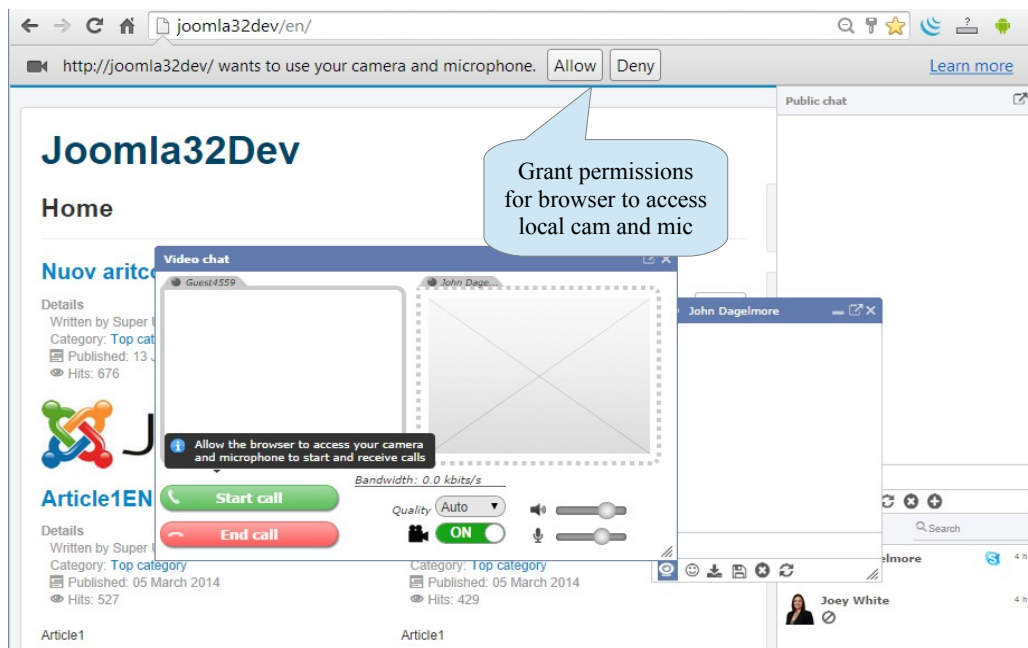 joomla32dev/en/
http://joomla32dev/ wants to use your camera and microphone. Allow Deny Learn more
Public chat
Joomla32Dev
Grant permissions
for browser to access
local cam and mic
Home
Video chat
Nuov aritco
Guest4559
John Dage...
Details
Written by Super U
Category: Top cat
Published: 13 J
Hits: 676
John Dagelmore
J
Allow the browser to access your camera
and microphone to start and receive calls
Bandwidth: 0.0 kbits/s
Article1EN
Start call
Quality Auto
End call
ON
Search
Details
Written by Super
Category: Top category
Published: 05 March 2014
Hits: 527
Article1
Category: Top category
Published: 05 March 2014
Hits: 429
Article1
elmore 4 h
Joey White 4 h